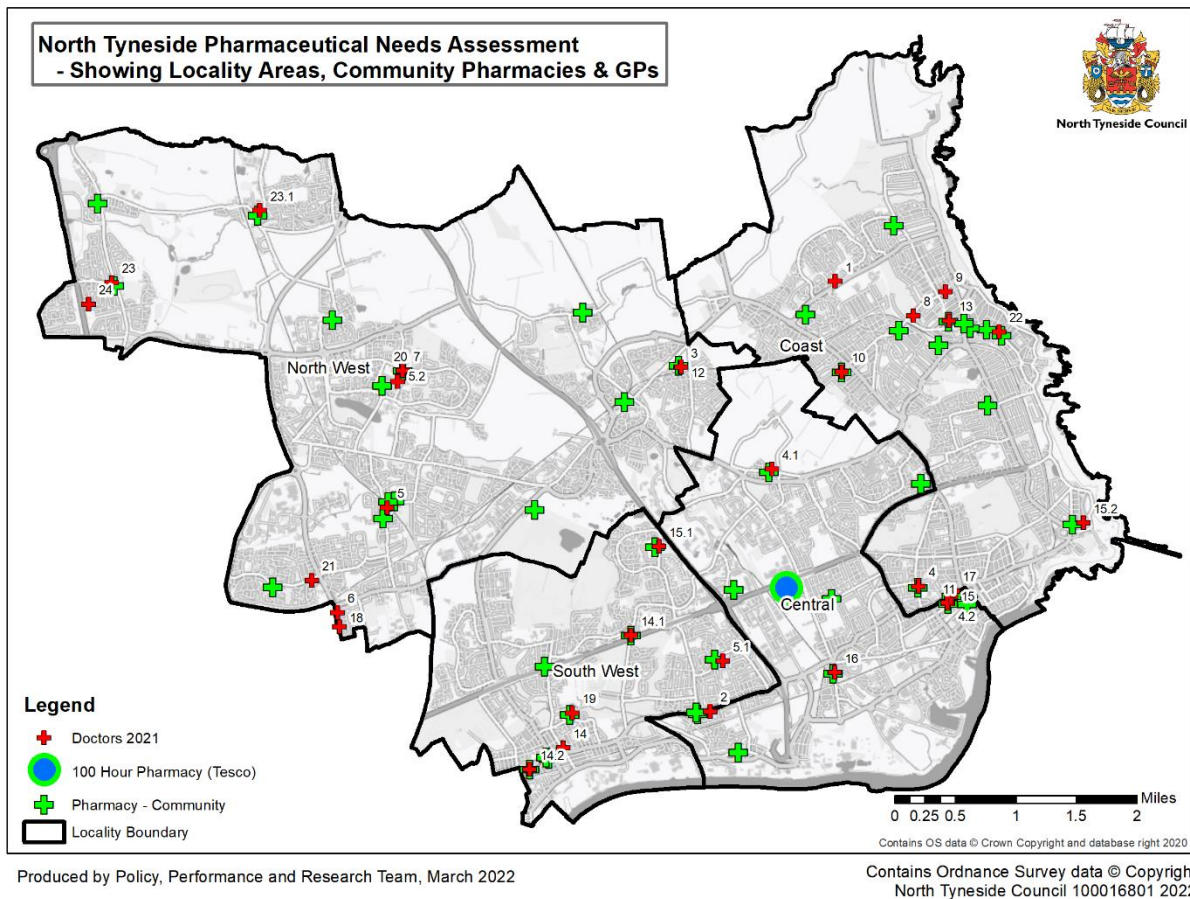 North Tyneside Pharmaceutical Needs Assessment
- Showing Locality Areas, Community Pharmacies & GPs
North Tyneside Council
23.1
23
24
1
9
8
13
22
Coast
3
12
10
20
7
North West
5.2
4.1
5
15.2
15.1
21
4
17
11
15
4.2
Central
6
18
14.1
5.1
South West
16
19
2
14
14.2
Legend
Doctors 2021
100 Hour Pharmacy (Tesco)
Pharmacy - Community
Locality Boundary
Miles
0 0.25 0.5 1 1.5 2
Contains OS data © Crown Copyright and database right 2020
Produced by Policy, Performance and Research Team, March 2022
Contains Ordnance Survey data © Copyright
North Tyneside Council 100016801 2022